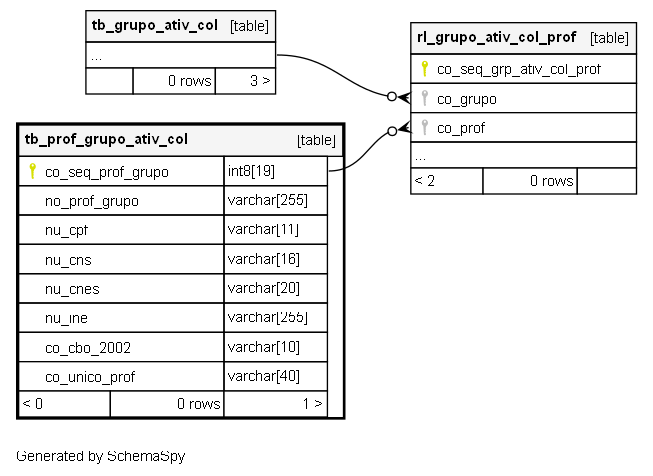 tb_grupo_ativ_col [table]
...
0 rows 3 >
rl_grupo_ativ_col_prof [table]
co_seq_grp_ativ_col_prof
co_grupo
co_prof
...
< 2 0 rows
tb_prof_grupo_ativ_col [table]
co_seq_prof_grupo int8[19]
no_prof_grupo varchar[255]
nu_cpf varchar[11]
nu_cns varchar[16]
nu_cnes varchar[20]
nu_ine varchar[255]
co_cbo_2002 varchar[10]
co_unico_prof varchar[40]
< 0 0 rows 1 >
Generated by SchemaSpy